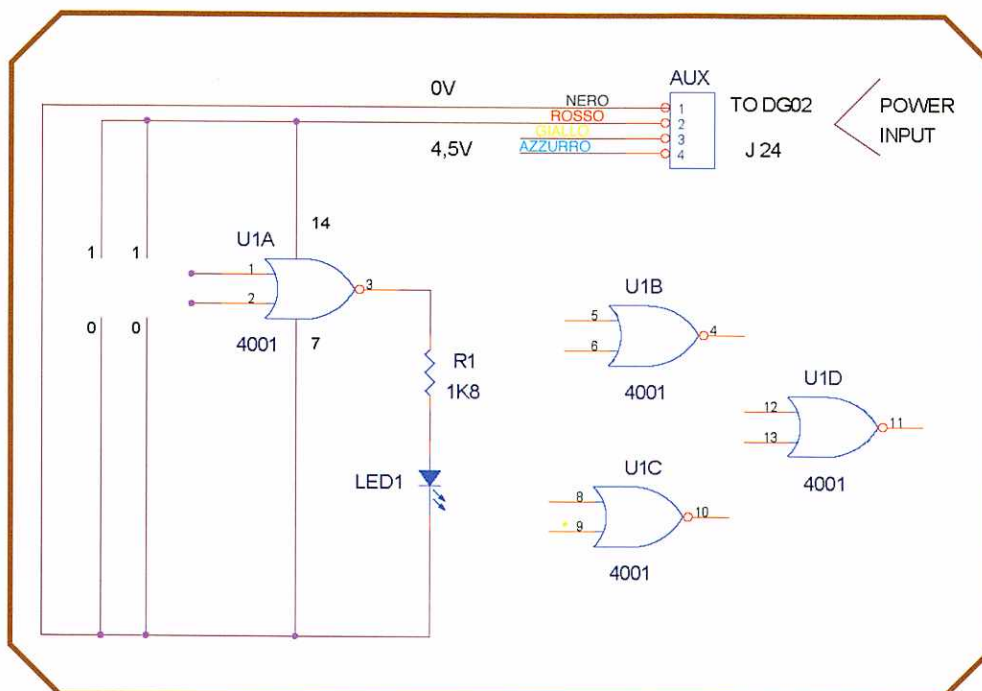 AUX
0V
NERO 1 TO DG02 POWER
ROSSO 2
GIALLO 3 INPUT
4,5V AZZURRO 4 J 24
14
U1A
1 1
1 3
2
0 0
4001 7
R1
1K8
LED1
U1B
5 4
6
4001
U1D
12 11
13
4001
U1C
8 10
9
4001